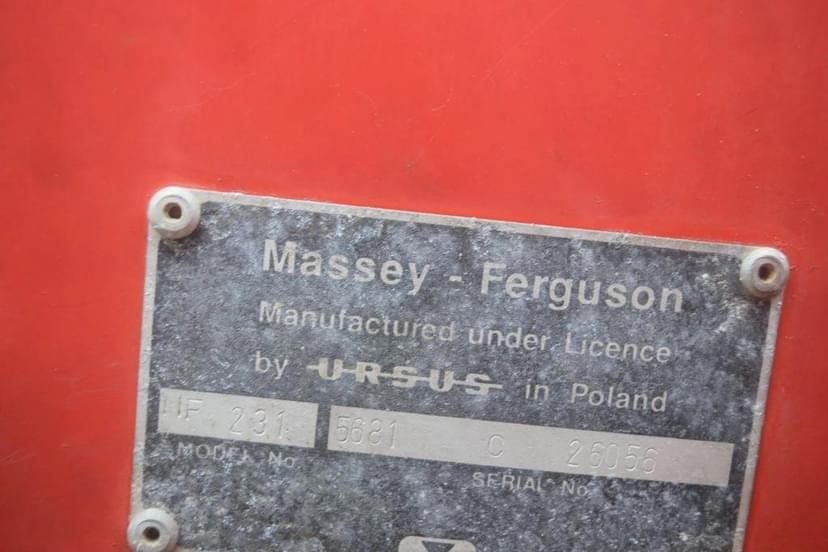 Massey - Ferguson
Manufactured under Licence
by URSUS in Poland
MF 231 5681 C 26056
MODEL No SERIAL No